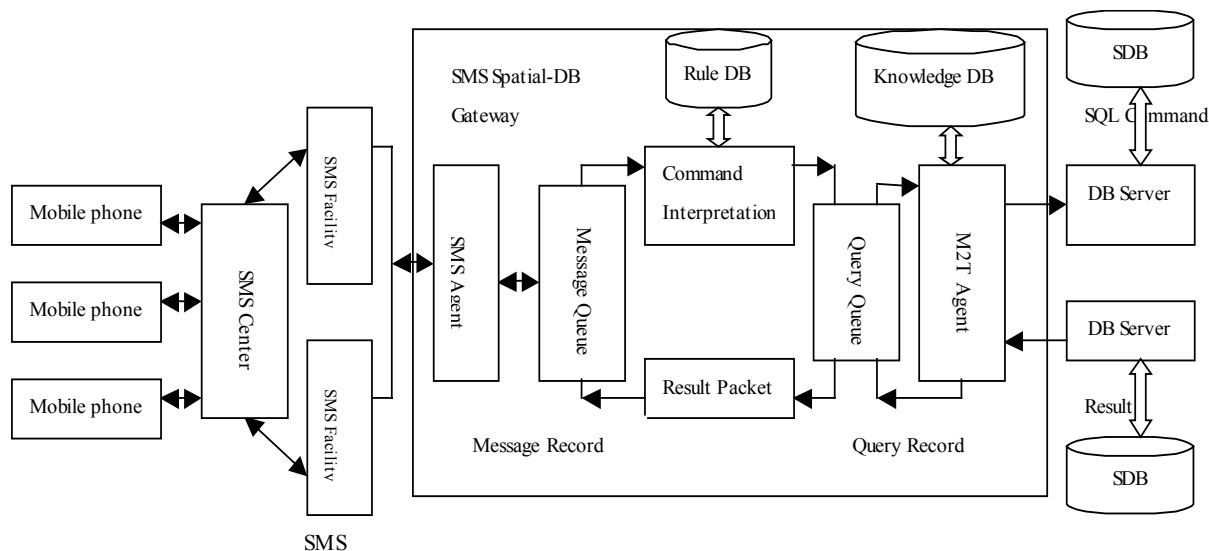 SMS Spatial-DB
Gateway
Rule DB
Knowledge DB
SDB
SQL Command
Mobile phone
Mobile phone
Mobile phone
SMS Center
SMS Facility
SMS Facility
SMS Agent
Message Queue
Command
Interpretation
Query Queue
M2T Agent
DB Server
DB Server
Result Packet
Result
Message Record
Query Record
SDB
SMS